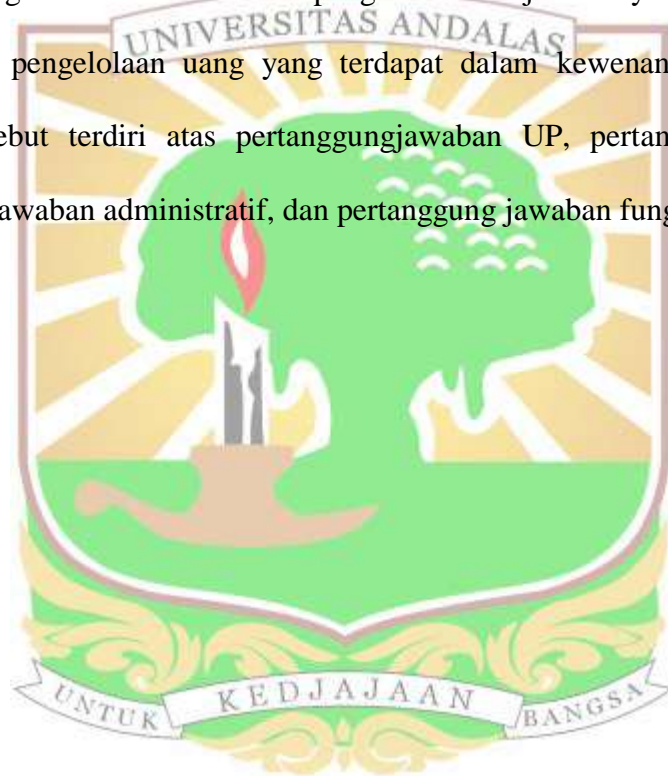 UNIVERSITAS ANDALAS
pengelolaan uang yang terdapat dalam kewenan
ebut terdiri atas pertanggungjawaban UP, pertan
awaban administratif, dan pertanggung jawaban fung
UNTUK KEDJAJAAN BANGSA